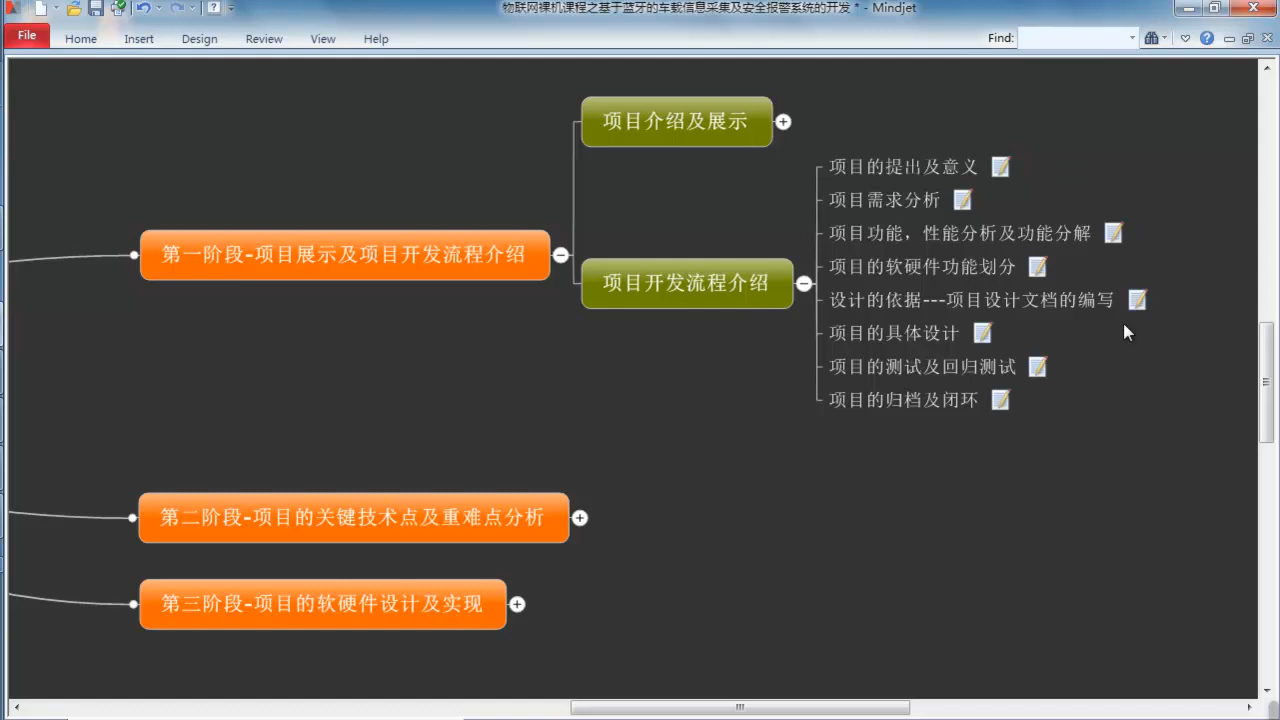 物联网裸机课程之基于蓝牙的车载信息采集及安全报警系统的开发 * - Mindjet
File Home Insert Design Review View Help Find:
项目介绍及展示
项目的提出及意义
项目需求分析
项目功能，性能分析及功能分解
第一阶段-项目展示及项目开发流程介绍
项目的软硬件功能划分
项目开发流程介绍
设计的依据---项目设计文档的编写
项目的具体设计
项目的测试及回归测试
项目的归档及闭环
第二阶段-项目的关键技术点及重难点分析
第三阶段-项目的软硬件设计及实现